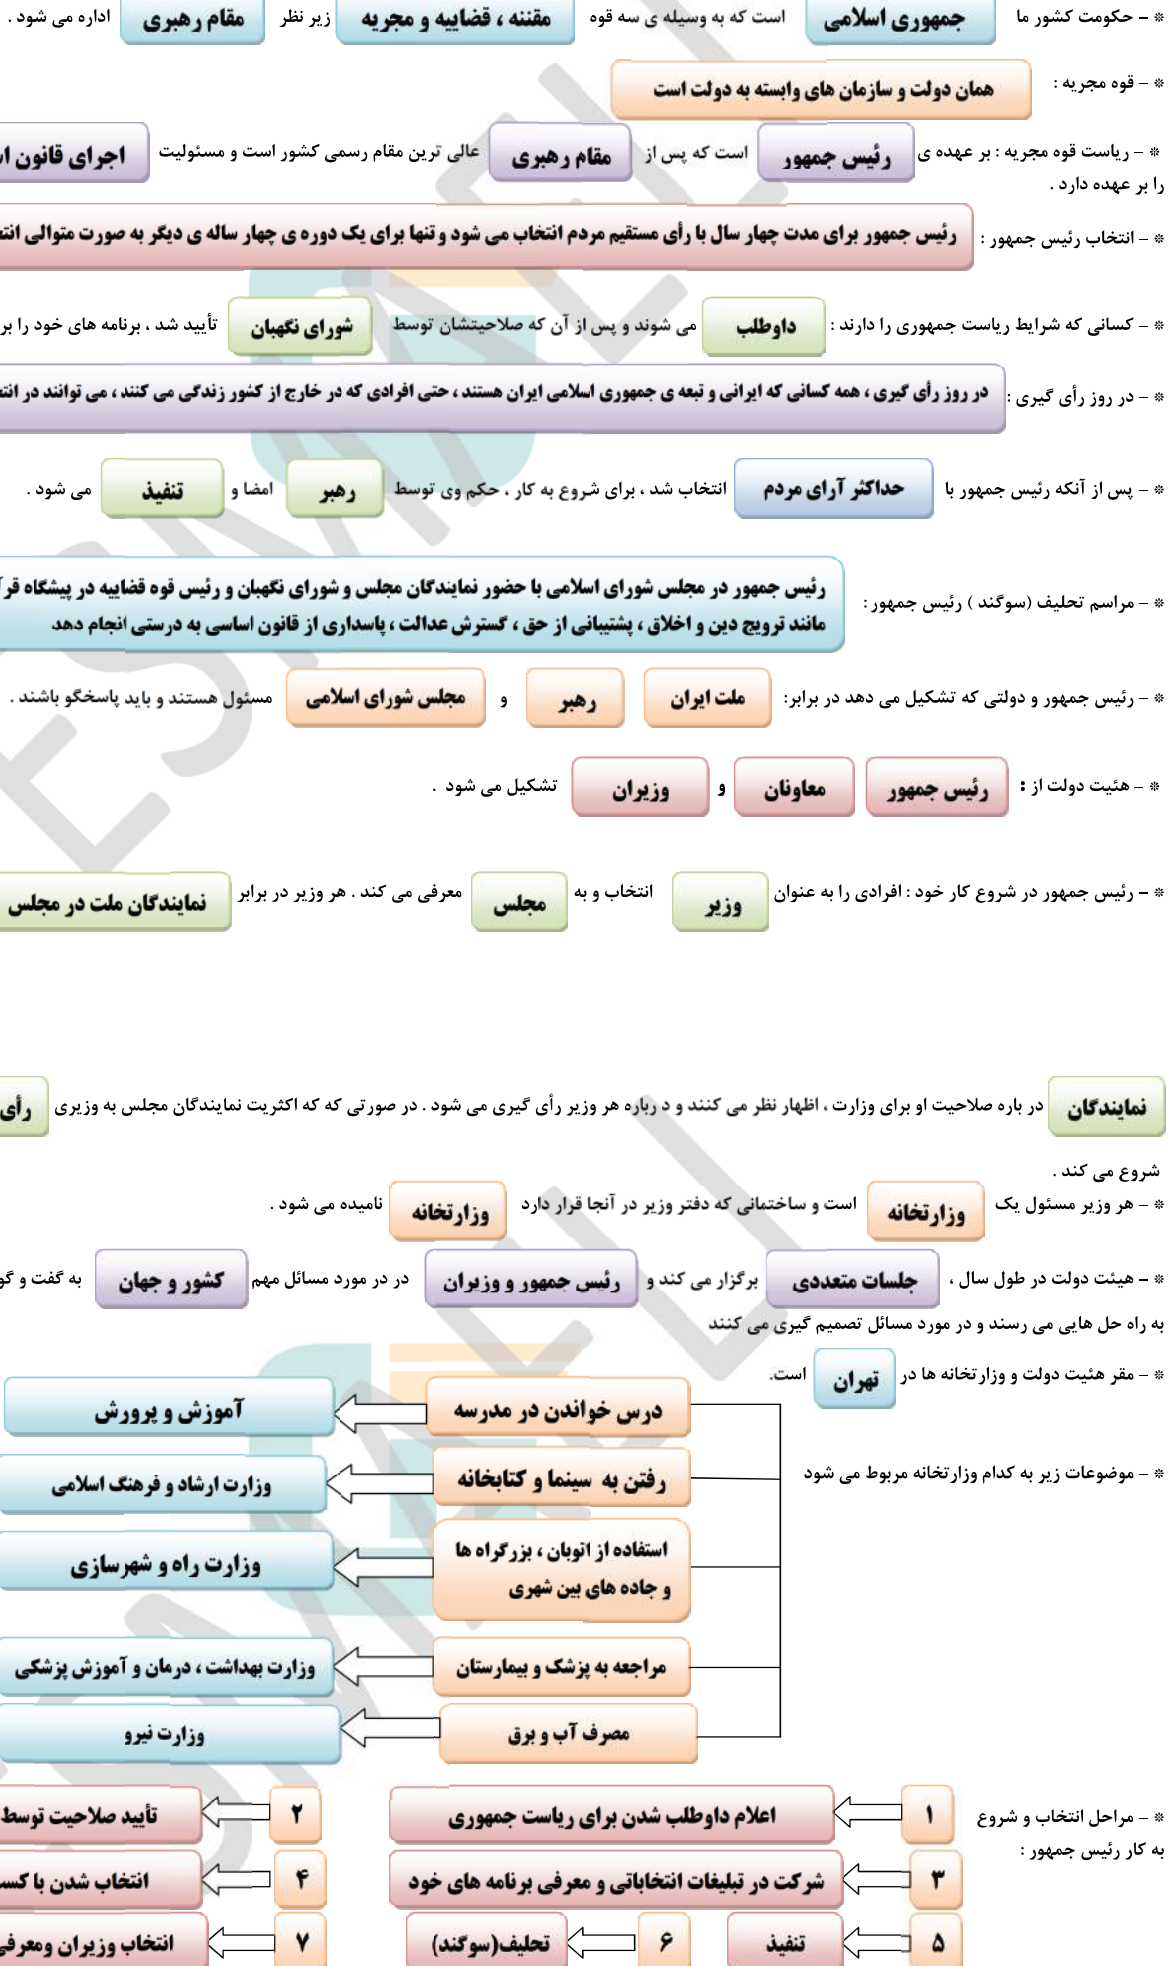 * – حکومت کشور ما جمهوری اسلامی است که به وسیله ی سه قوه مقننه ، قضاییه و مجریه زیر نظر مقام رهبری اداره می شود .
* – قوه مجریه : همان دولت و سازمان های وابسته به دولت است
* – ریاست قوه مجریه : بر عهده ی رئیس جمهور است که پس از مقام رهبری عالی ترین مقام رسمی کشور است و مسئولیت اجرای قانون
را بر عهده دارد .
* – انتخاب رئیس جمهور : رئیس جمهور برای مدت چهار سال با رأی مستقیم مردم انتخاب می شود و تنها برای یک دوره ی چهار ساله ی دیگر به صورت متوالی
* – کسانی که شرایط ریاست جمهوری را دارند : داوطلب می شوند و پس از آن که صلاحیتشان توسط شورای نگهبان تأیید شد ، برنامه های خود را
* – در روز رأی گیری : در روز رأی گیری ، همه کسانی که ایرانی و تبعه ی جمهوری اسلامی ایران هستند ، حتی افرادی که در خارج از کشور زندگی می کنند ، می توانند در
* – پس از آنکه رئیس جمهور با حداکثر آرای مردم انتخاب شد ، برای شروع به کار ، حکم وی توسط رهبر امضا و تنفیذ می شود .
* – مراسم تحلیف (سوگند ) رئیس جمهور : رئیس جمهور در مجلس شورای اسلامی با حضور نمایندگان مجلس و شورای نگهبان و رئیس قوه قضاییه در پیشگاه
مانند ترویج دین و اخلاق ، پشتیبانی از حق ، گسترش عدالت ، پاسداری از قانون اساسی به درستی انجام دهد.
* – رئیس جمهور و دولتی که تشکیل می دهد در برابر: ملت ایران رهبر و مجلس شورای اسلامی مسئول هستند و باید پاسخگو باشند .
* – هئیت دولت از : رئیس جمهور معاونان و وزیران تشکیل می شود .
* – رئیس جمهور در شروع کار خود : افرادی را به عنوان وزیر انتخاب و به مجلس معرفی می کند . هر وزیر در برابر نمایندگان ملت در مجلس
نمایندگان در باره صلاحیت او برای وزارت ، اظهار نظر می کنند و د رباره هر وزیر رأی گیری می شود . در صورتی که که اکثریت نمایندگان مجلس به وزیری رأی
شروع می کند .
* – هر وزیر مسئول یک وزارتخانه است و ساختمانی که دفتر وزیر در آنجا قرار دارد وزارتخانه نامیده می شود .
* – هیئت دولت در طول سال ، جلسات متعددی برگزار می کند و رئیس جمهور و وزیران در در مورد مسائل مهم کشور و جهان به گفت و
به راه حل هایی می رسند و در مورد مسائل تصمیم گیری می کنند
* – مقر هئیت دولت و وزارتخانه ها در تهران است.
درس خواندن در مدرسه آموزش و پرورش
* – موضوعات زیر به کدام وزارتخانه مربوط می شود رفتن به سینما و کتابخانه وزارت ارشاد و فرهنگ اسلامی
استفاده از اتوبان ، بزرگراه ها
و جاده های بین شهری وزارت راه و شهرسازی
مراجعه به پزشک و بیمارستان وزارت بهداشت ، درمان و آموزش پزشکی
مصرف آب و برق وزارت نیرو
* – مراحل انتخاب و شروع
به کار رئیس جمهور :
۱ اعلام داوطلب شدن برای ریاست جمهوری ۲ تأیید صلاحیت توسط
۳ شرکت در تبلیغات انتخاباتی و معرفی برنامه های خود ۴ انتخاب شدن با
۵ تنفیذ ۶ تحلیف(سوگند) ۷ انتخاب وزیران
ESMAELI
ESMAELI